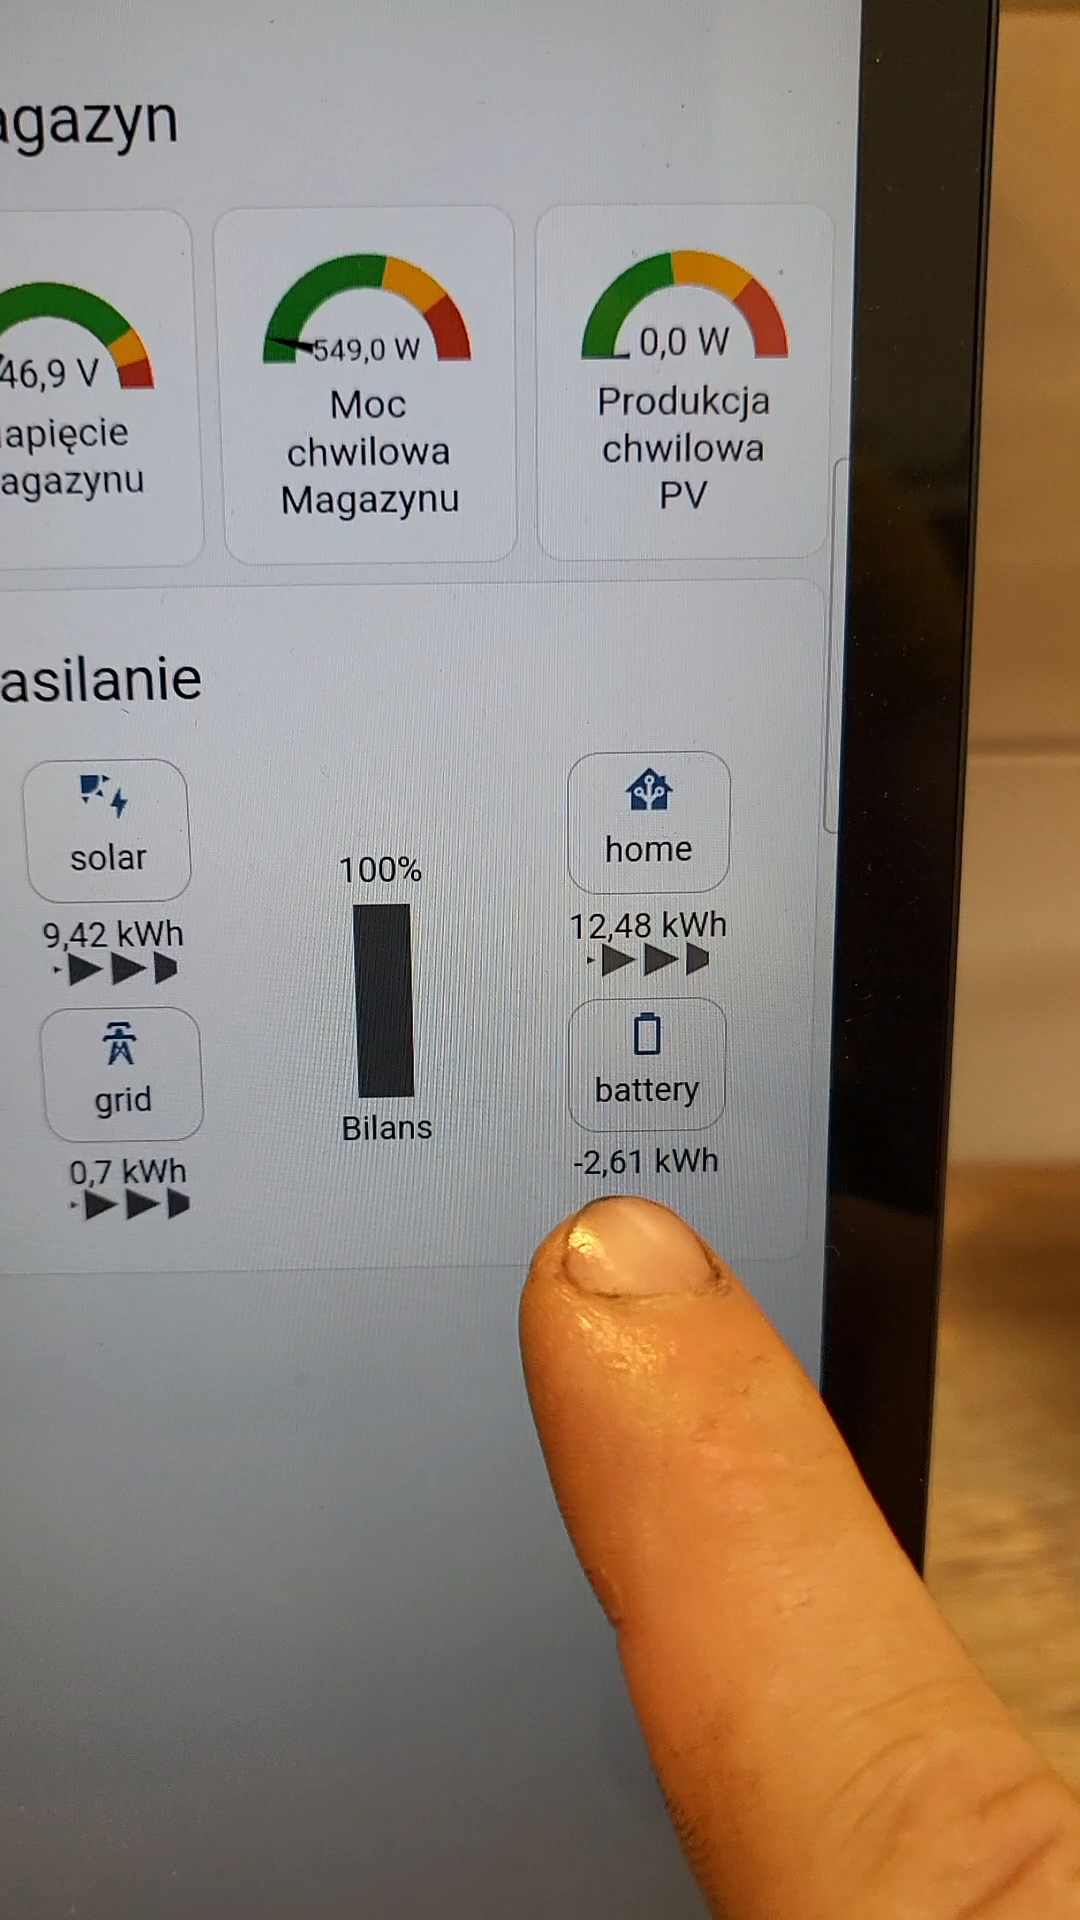 agazyn
46,9 V
apięcie
agazynu
549,0 W
Moc
chwilowa
Magazynu
0,0 W
Produkcja
chwilowa
PV
asilanie
solar
9,42 kWh
grid
0,7 kWh
100%
Bilans
home
12,48 kWh
battery
-2,61 kWh